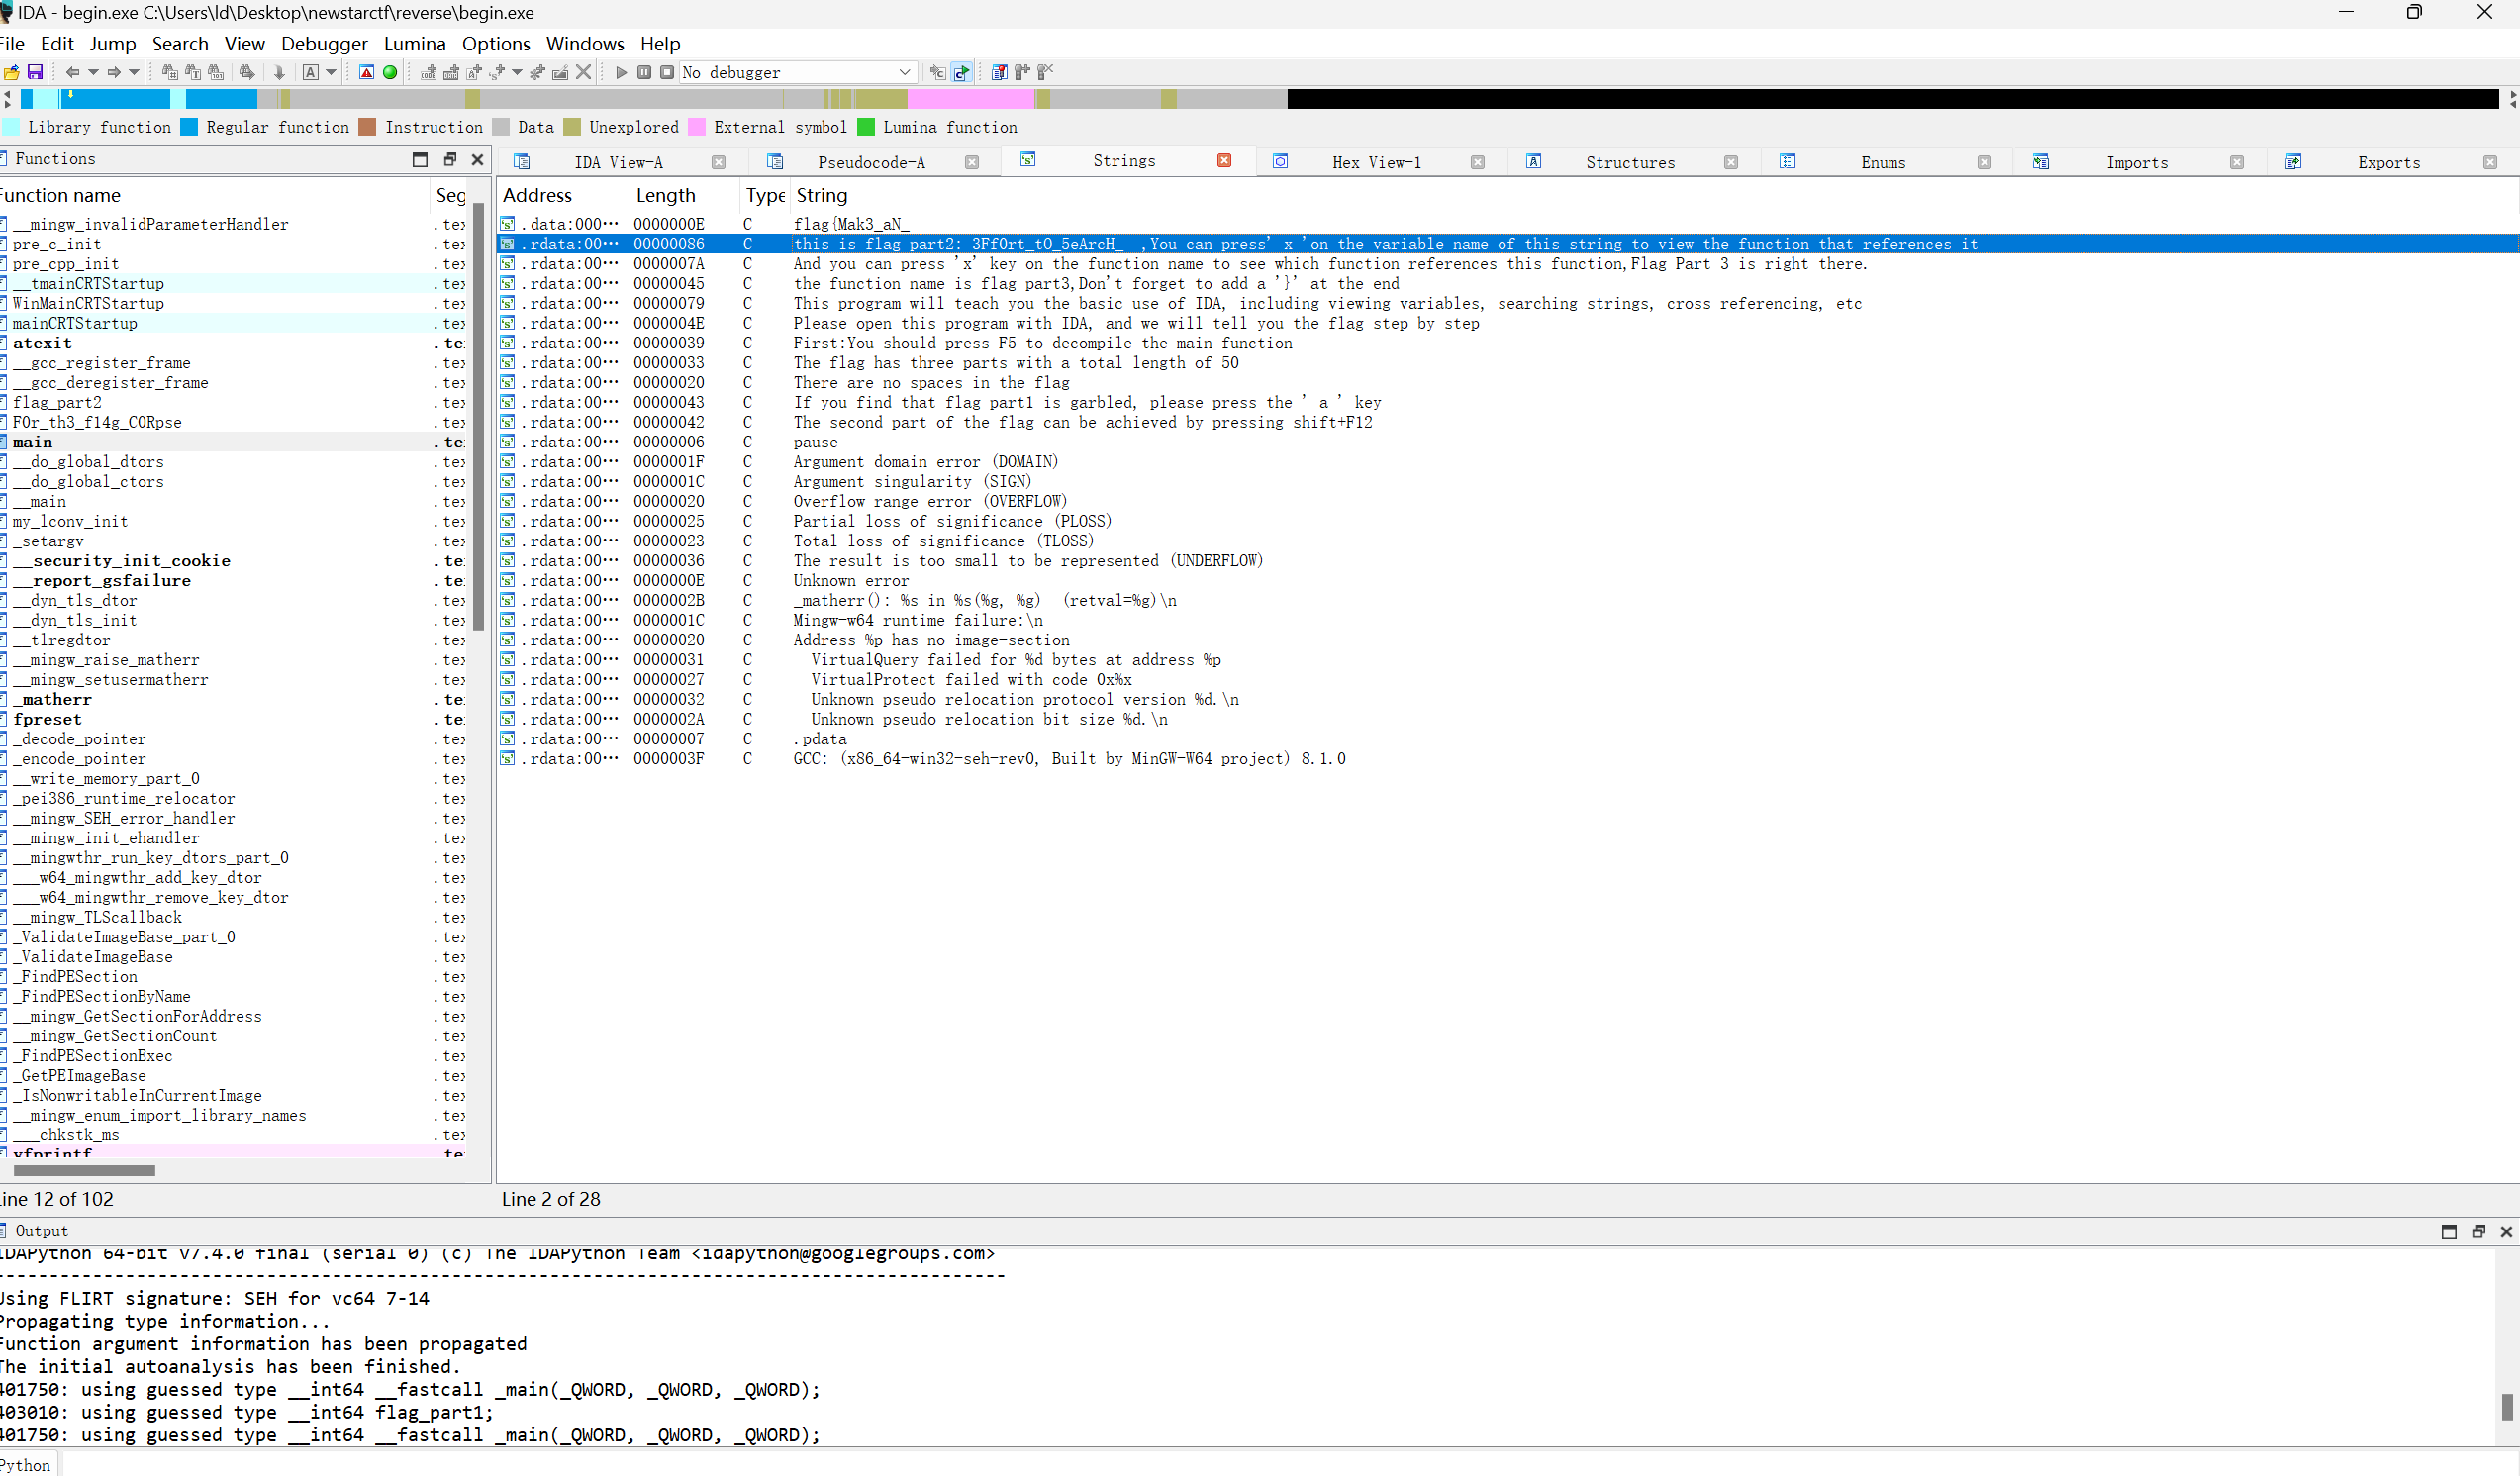 IDA - begin.exe C:\Users\ld\Desktop\newstarctf\reverse\begin.exe
File Edit Jump Search View Debugger Lumina Options Windows Help
No debugger
Library function Regular function Instruction Data Unexplored External symbol Lumina function
Functions
Function name Seg
__mingw_invalidParameterHandler .tex
pre_c_init .tex
pre_cpp_init .tex
__tmainCRTStartup .tex
WinMainCRTStartup .tex
mainCRTStartup .tex
atexit .te
__gcc_register_frame .tex
__gcc_deregister_frame .tex
flag_part2 .tex
F0r_th3_f14g_C0Rpse .tex
main .te
__do_global_dtors .tex
__do_global_ctors .tex
__main .tex
my_lconv_init .tex
_setargv .tex
__security_init_cookie .te
__report_gsfailure .te
__dyn_tls_dtor .tex
__dyn_tls_init .tex
__tlregdtor .tex
__mingw_raise_matherr .tex
__mingw_setusermatherr .tex
_matherr .te
fpreset .te
_decode_pointer .tex
_encode_pointer .tex
__write_memory_part_0 .tex
_pei386_runtime_relocator .tex
__mingw_SEH_error_handler .tex
__mingw_init_ehandler .tex
__mingwthr_run_key_dtors_part_0 .tex
___w64_mingwthr_add_key_dtor .tex
___w64_mingwthr_remove_key_dtor .tex
__mingw_TLScallback .tex
_ValidateImageBase_part_0 .tex
_ValidateImageBase .tex
_FindPESection .tex
_FindPESectionByName .tex
__mingw_GetSectionForAddress .tex
__mingw_GetSectionCount .tex
_FindPESectionExec .tex
_GetPEImageBase .tex
_IsNonwritableInCurrentImage .tex
__mingw_enum_import_library_names .tex
___chkstk_ms .tex
vfprintf .te
Line 12 of 102
IDA View-A Pseudocode-A Strings Hex View-1 Structures Enums Imports Exports
Address Length Type String
.data:000… 0000000E C flag{Mak3_aN_
.rdata:00… 00000086 C this is flag part2: 3Ff0rt_tO_5eArcH_  ,You can press’ x ’on the variable name of this string to view the function that references it
.rdata:00… 0000007A C And you can press 'x' key on the function name to see which function references this function,Flag Part 3 is right there.
.rdata:00… 00000045 C the function name is flag part3,Don't forget to add a '}' at the end
.rdata:00… 00000079 C This program will teach you the basic use of IDA, including viewing variables, searching strings, cross referencing, etc
.rdata:00… 0000004E C Please open this program with IDA, and we will tell you the flag step by step
.rdata:00… 00000039 C First:You should press F5 to decompile the main function
.rdata:00… 00000033 C The flag has three parts with a total length of 50
.rdata:00… 00000020 C There are no spaces in the flag
.rdata:00… 00000043 C If you find that flag part1 is garbled, please press the ' a ' key
.rdata:00… 00000042 C The second part of the flag can be achieved by pressing shift+F12
.rdata:00… 00000006 C pause
.rdata:00… 0000001F C Argument domain error (DOMAIN)
.rdata:00… 0000001C C Argument singularity (SIGN)
.rdata:00… 00000020 C Overflow range error (OVERFLOW)
.rdata:00… 00000025 C Partial loss of significance (PLOSS)
.rdata:00… 00000023 C Total loss of significance (TLOSS)
.rdata:00… 00000036 C The result is too small to be represented (UNDERFLOW)
.rdata:00… 0000000E C Unknown error
.rdata:00… 0000002B C _matherr(): %s in %s(%g, %g)  (retval=%g)\n
.rdata:00… 0000001C C Mingw-w64 runtime failure:\n
.rdata:00… 00000020 C Address %p has no image-section
.rdata:00… 00000031 C   VirtualQuery failed for %d bytes at address %p
.rdata:00… 00000027 C   VirtualProtect failed with code 0x%x
.rdata:00… 00000032 C   Unknown pseudo relocation protocol version %d.\n
.rdata:00… 0000002A C   Unknown pseudo relocation bit size %d.\n
.rdata:00… 00000007 C .pdata
.rdata:00… 0000003F C GCC: (x86_64-win32-seh-rev0, Built by MinGW-W64 project) 8.1.0
Line 2 of 28
Output
IDAPython 64-bit v7.4.0 final (serial 0) (c) The IDAPython Team <idapython@googlegroups.com>
---------------------------------------------------------------------------------------------
Using FLIRT signature: SEH for vc64 7-14
Propagating type information...
Function argument information has been propagated
The initial autoanalysis has been finished.
401750: using guessed type __int64 __fastcall _main(_QWORD, _QWORD, _QWORD);
403010: using guessed type __int64 flag_part1;
401750: using guessed type __int64 __fastcall _main(_QWORD, _QWORD, _QWORD);
Python